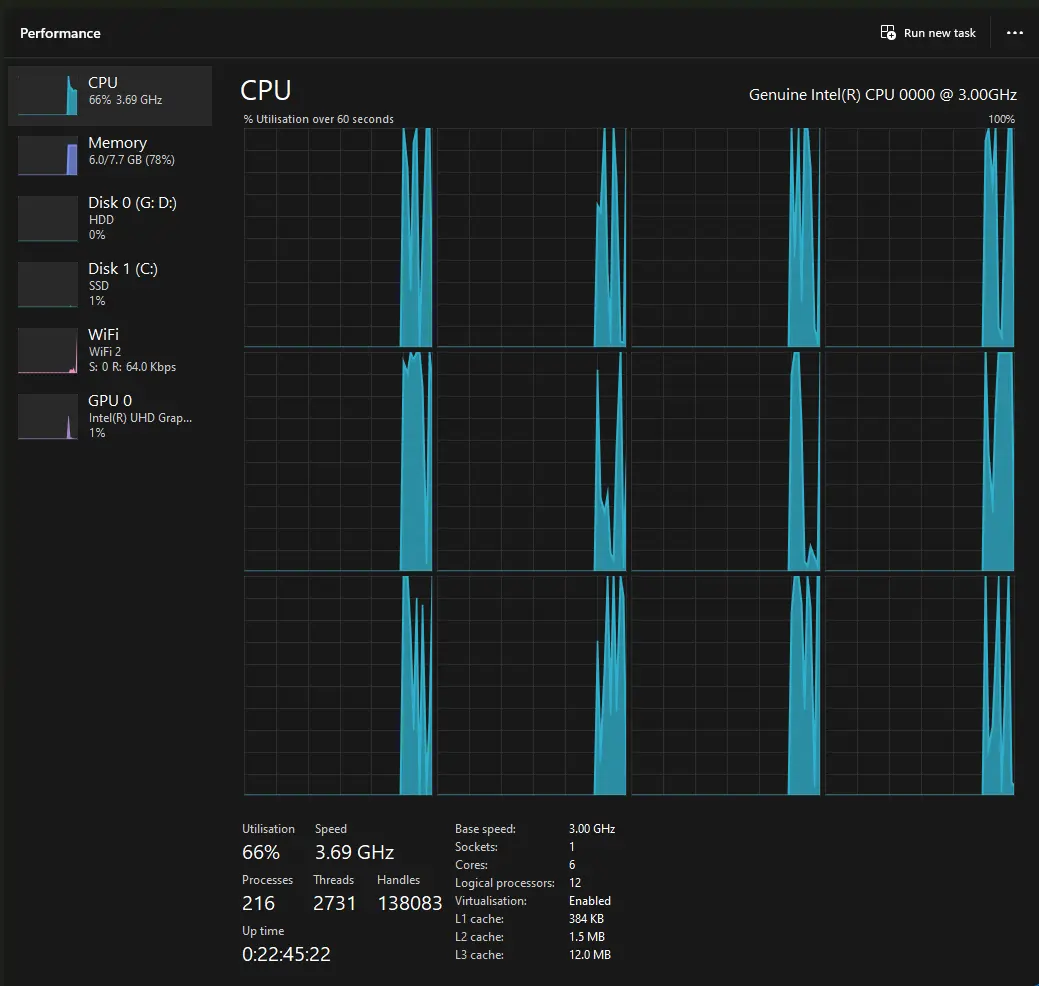 Performance
Run new task
CPU
66% 3.69 GHz
Memory
6.0/7.7 GB (78%)
Disk 0 (G: D:)
HDD
0%
Disk 1 (C:)
SSD
1%
WiFi
WiFi 2
S: 0 R: 64.0 Kbps
GPU 0
Intel(R) UHD Grap...
1%
CPU
Genuine Intel(R) CPU 0000 @ 3.00GHz
% Utilisation over 60 seconds
100%
Utilisation Speed
66% 3.69 GHz
Processes Threads Handles
216 2731 138083
Up time
0:22:45:22
Base speed: 3.00 GHz
Sockets: 1
Cores: 6
Logical processors: 12
Virtualisation: Enabled
L1 cache: 384 KB
L2 cache: 1.5 MB
L3 cache: 12.0 MB